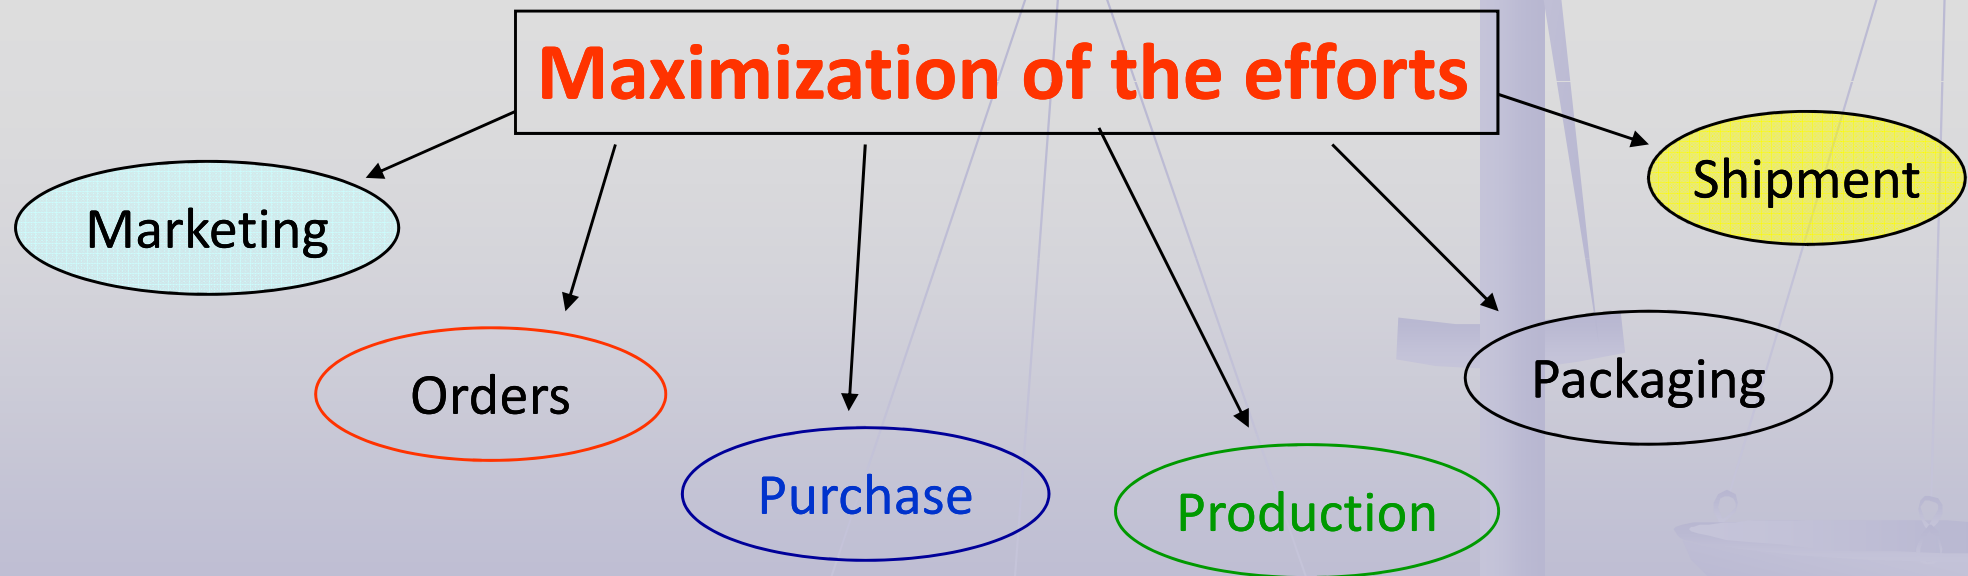 Maximization of the efforts
Marketing
Orders
Purchase
Production
Packaging
Shipment